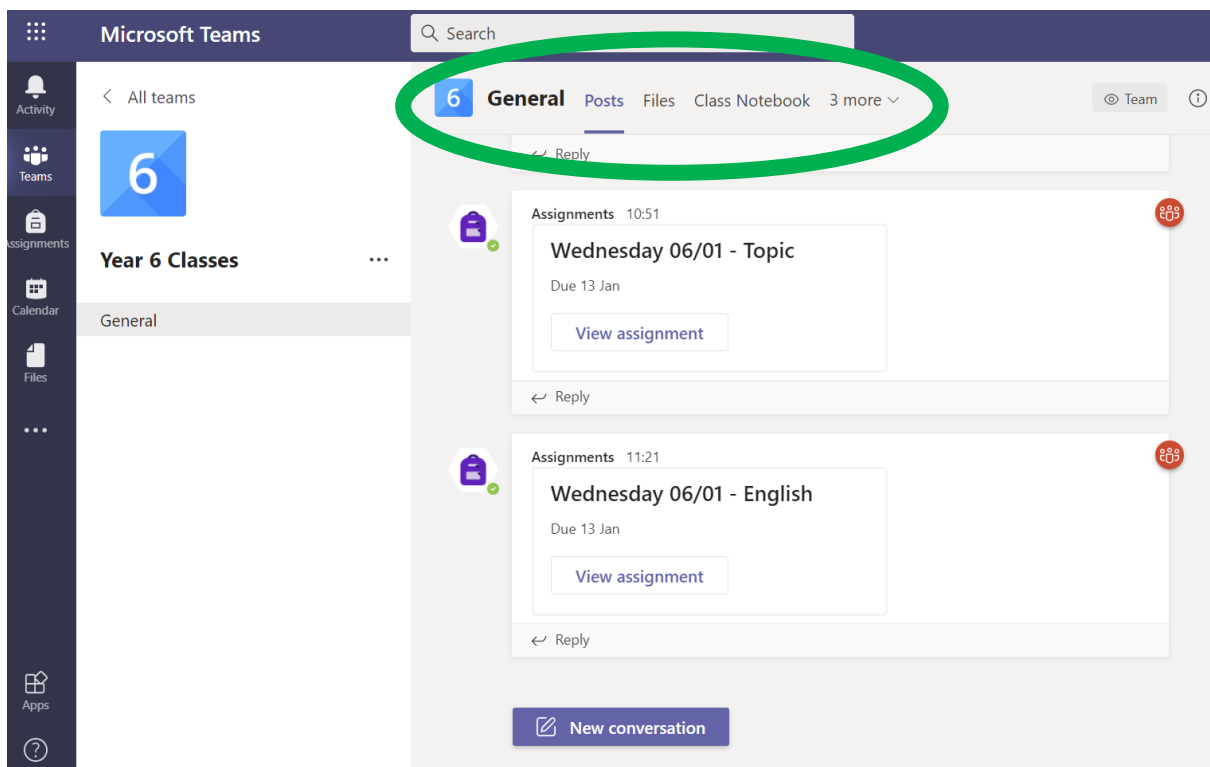 Microsoft Teams
Search
Activity
Teams
Assignments
Calendar
Files
Apps
All teams
6
Year 6 Classes
General
6 General Posts Files Class Notebook 3 more
Team
Reply
Assignments 10:51
Wednesday 06/01 - Topic
Due 13 Jan
View assignment
Reply
Assignments 11:21
Wednesday 06/01 - English
Due 13 Jan
View assignment
Reply
New conversation